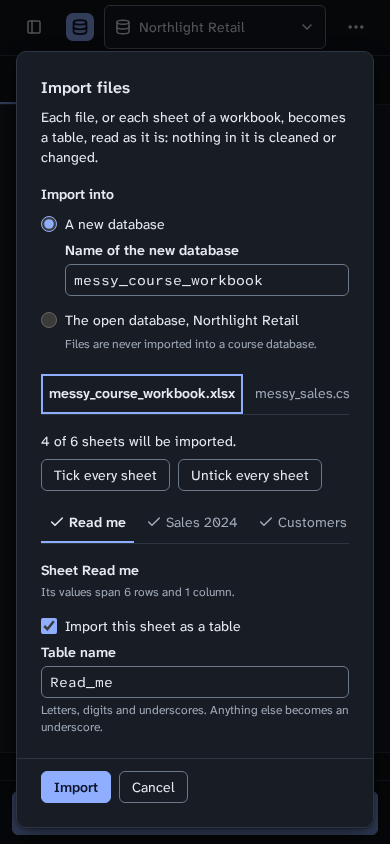 Northlight Retail
Import files
Each file, or each sheet of a workbook, becomes
a table, read as it is: nothing in it is cleaned or
changed.
Import into
A new database
Name of the new database
messy_course_workbook
The open database, Northlight Retail
Files are never imported into a course database.
messy_course_workbook.xlsx messy_sales.cs
4 of 6 sheets will be imported.
Tick every sheet Untick every sheet
Read me Sales 2024 Customers
Sheet Read me
Its values span 6 rows and 1 column.
Import this sheet as a table
Table name
Read_me
Letters, digits and underscores. Anything else becomes an
underscore.
Import Cancel